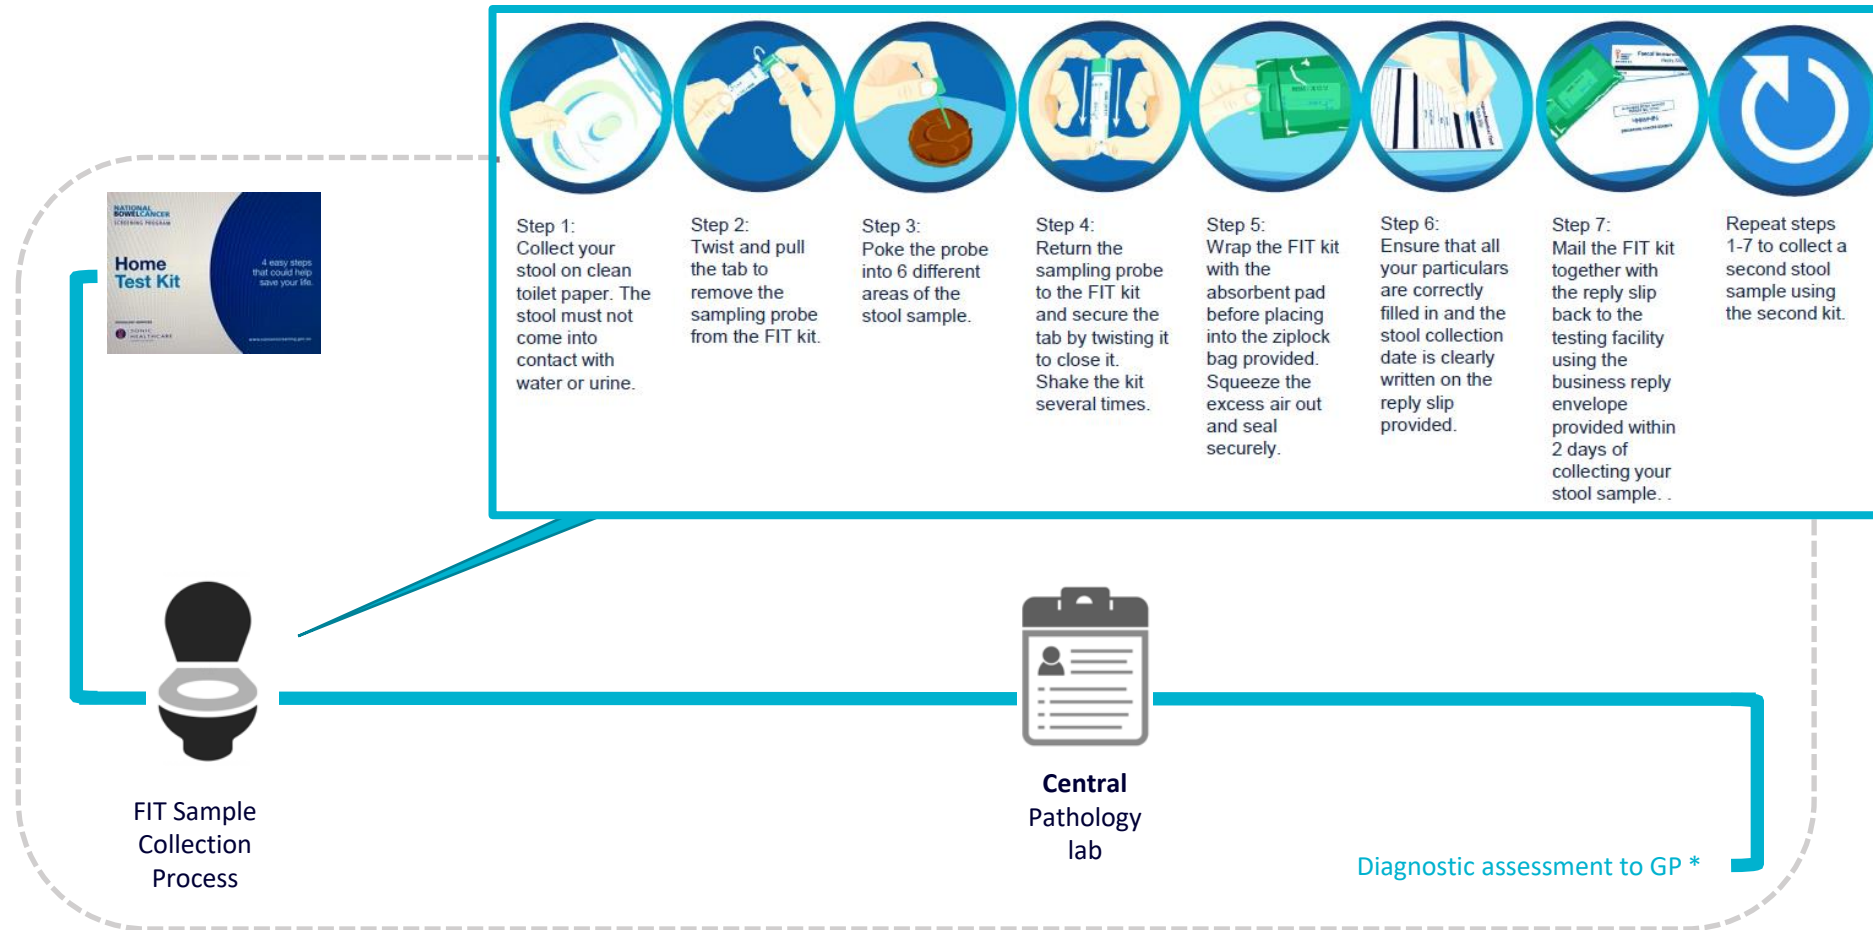 NATIONAL
BOWELCANCER
SCREENING PROGRAM
Home
Test Kit
4 easy steps
that could help
save your life.
SONIC
HEALTHCARE
Step 1:
Collect your
stool on clean
toilet paper. The
stool must not
come into
contact with
water or urine.
Step 2:
Twist and pull
the tab to
remove the
sampling probe
from the FIT kit.
Step 3:
Poke the probe
into 6 different
areas of the
stool sample.
Step 4:
Return the
sampling probe
to the FIT kit
and secure the
tab by twisting it
to close it.
Shake the kit
several times.
Step 5:
Wrap the FIT kit
with the
absorbent pad
before placing
into the ziplock
bag provided.
Squeeze the
excess air out
and seal
securely.
Step 6:
Ensure that all
your particulars
are correctly
filled in and the
stool collection
date is clearly
written on the
reply slip
provided.
Step 7:
Mail the FIT kit
together with
the reply slip
back to the
testing facility
using the
business reply
envelope
provided within
2 days of
collecting your
stool sample. .
Repeat steps
1-7 to collect a
second stool
sample using
the second kit.
FIT Sample
Collection
Process
Central
Pathology
lab
Diagnostic assessment to GP *